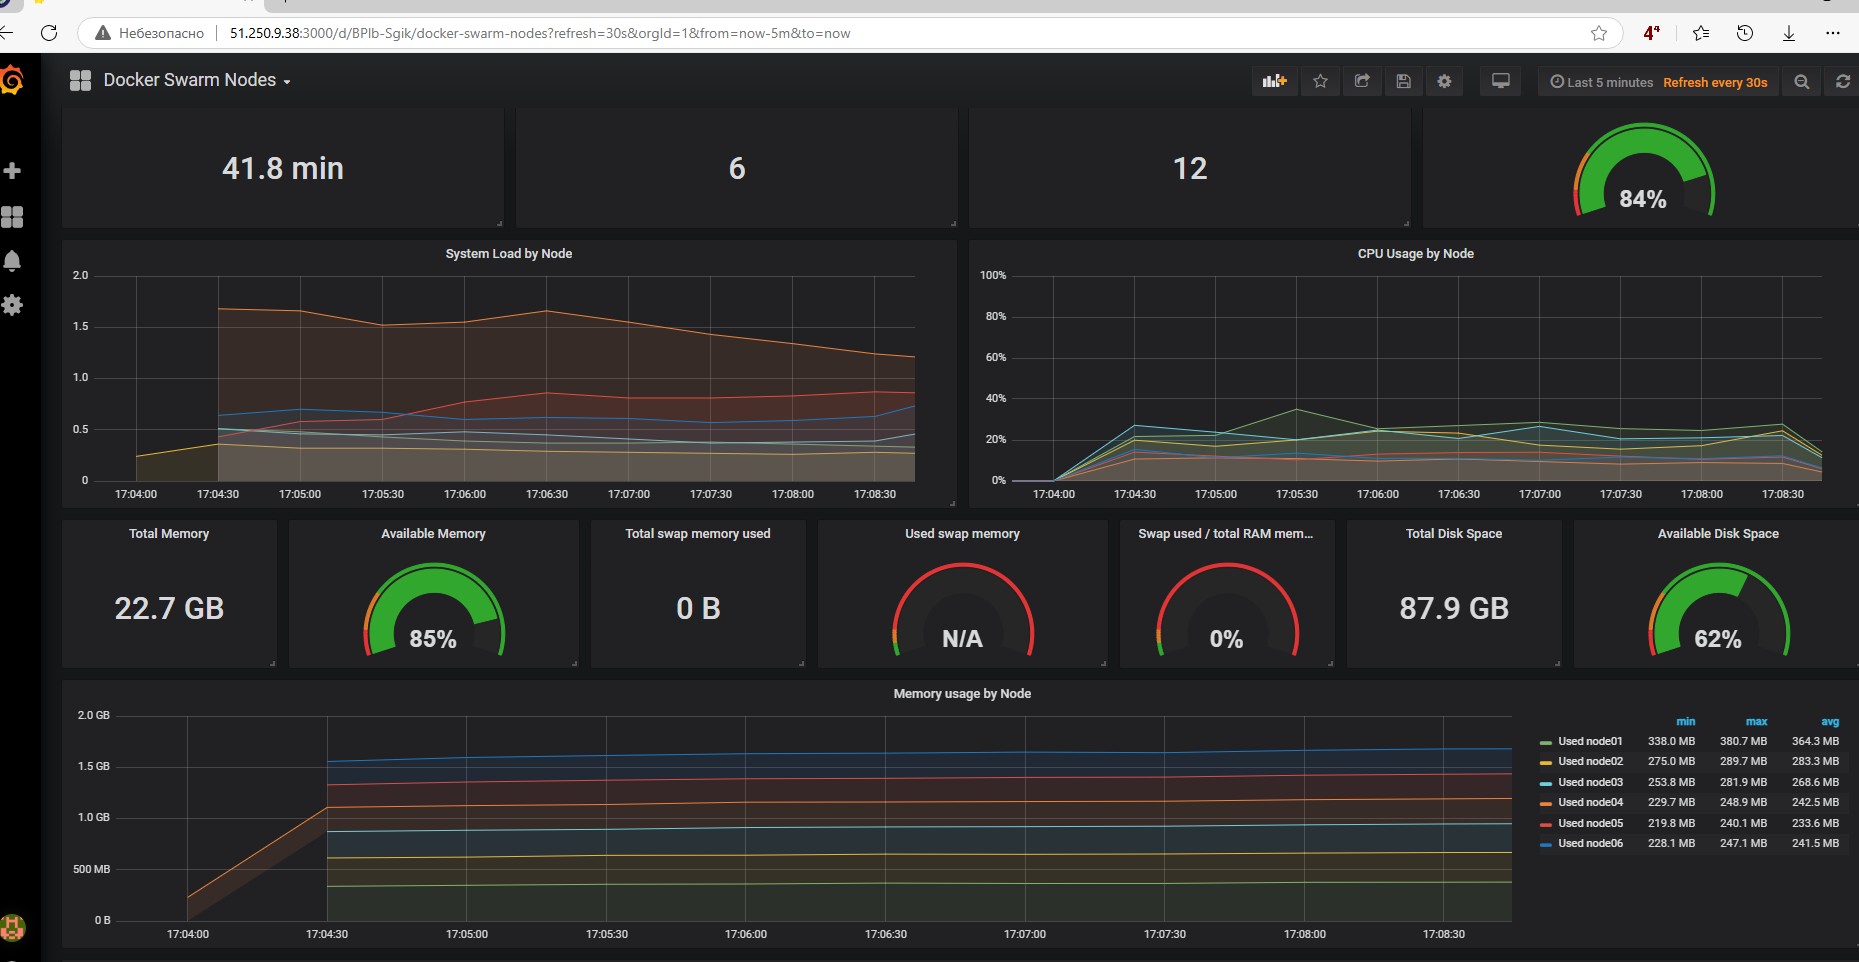 Небезопасно 51.250.9.38:3000/d/BPlb-Sgik/docker-swarm-nodes?refresh=30s&orgId=1&from=now-5m&to=now
4⁴
Docker Swarm Nodes
Last 5 minutes Refresh every 30s
41.8 min 6 12 84%
System Load by Node
2.0
1.5
1.0
0.5
0
17:04:00 17:04:30 17:05:00 17:05:30 17:06:00 17:06:30 17:07:00 17:07:30 17:08:00 17:08:30
CPU Usage by Node
100%
80%
60%
40%
20%
0%
17:04:00 17:04:30 17:05:00 17:05:30 17:06:00 17:06:30 17:07:00 17:07:30 17:08:00 17:08:30
Total Memory
22.7 GB
Available Memory
85%
Total swap memory used
0 B
Used swap memory
N/A
Swap used / total RAM mem...
0%
Total Disk Space
87.9 GB
Available Disk Space
62%
Memory usage by Node
2.0 GB
1.5 GB
1.0 GB
500 MB
0 B
17:04:00 17:04:30 17:05:00 17:05:30 17:06:00 17:06:30 17:07:00 17:07:30 17:08:00 17:08:30
min max avg
Used node01 338.0 MB 380.7 MB 364.3 MB
Used node02 275.0 MB 289.7 MB 283.3 MB
Used node03 253.8 MB 281.9 MB 268.6 MB
Used node04 229.7 MB 248.9 MB 242.5 MB
Used node05 219.8 MB 240.1 MB 233.6 MB
Used node06 228.1 MB 247.1 MB 241.5 MB